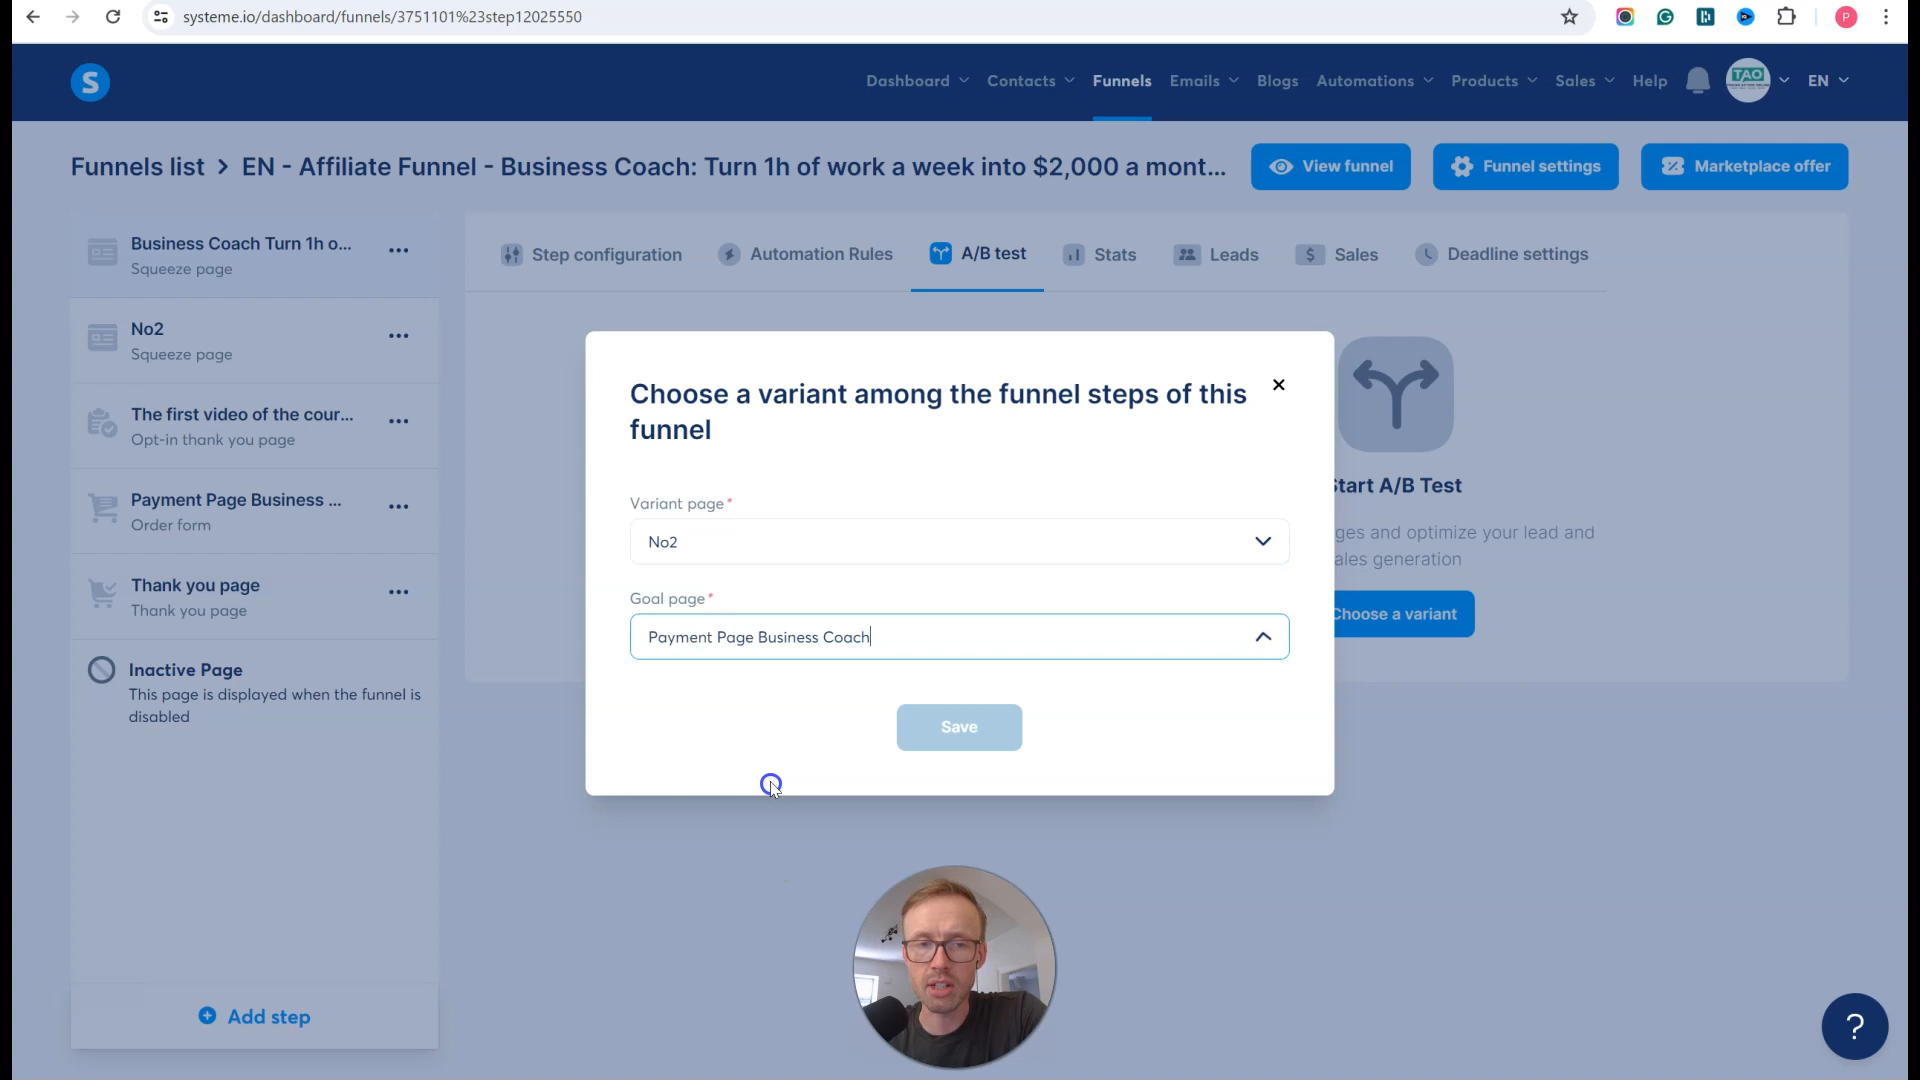 systeme.io/dashboard/funnels/3751101%23step12025550
P
S
Dashboard
Contacts
Funnels
Emails
Blogs
Automations
Products
Sales
Help
TAO
EN
Funnels list > EN - Affiliate Funnel - Business Coach: Turn 1h of work a week into $2,000 a mont...
View funnel
Funnel settings
Marketplace offer
Business Coach Turn 1h o...
Squeeze page
No2
Squeeze page
The first video of the cour...
Opt-in thank you page
Payment Page Business ...
Order form
Thank you page
Thank you page
Inactive Page
This page is displayed when the funnel is
disabled
Add step
Step configuration
Automation Rules
A/B test
Stats
Leads
Sales
Deadline settings
Choose a variant among the funnel steps of this
funnel
Variant page*
No2
Goal page*
Payment Page Business Coach
Save
Start A/B Test
ges and optimize your lead and
ales generation
Choose a variant
?